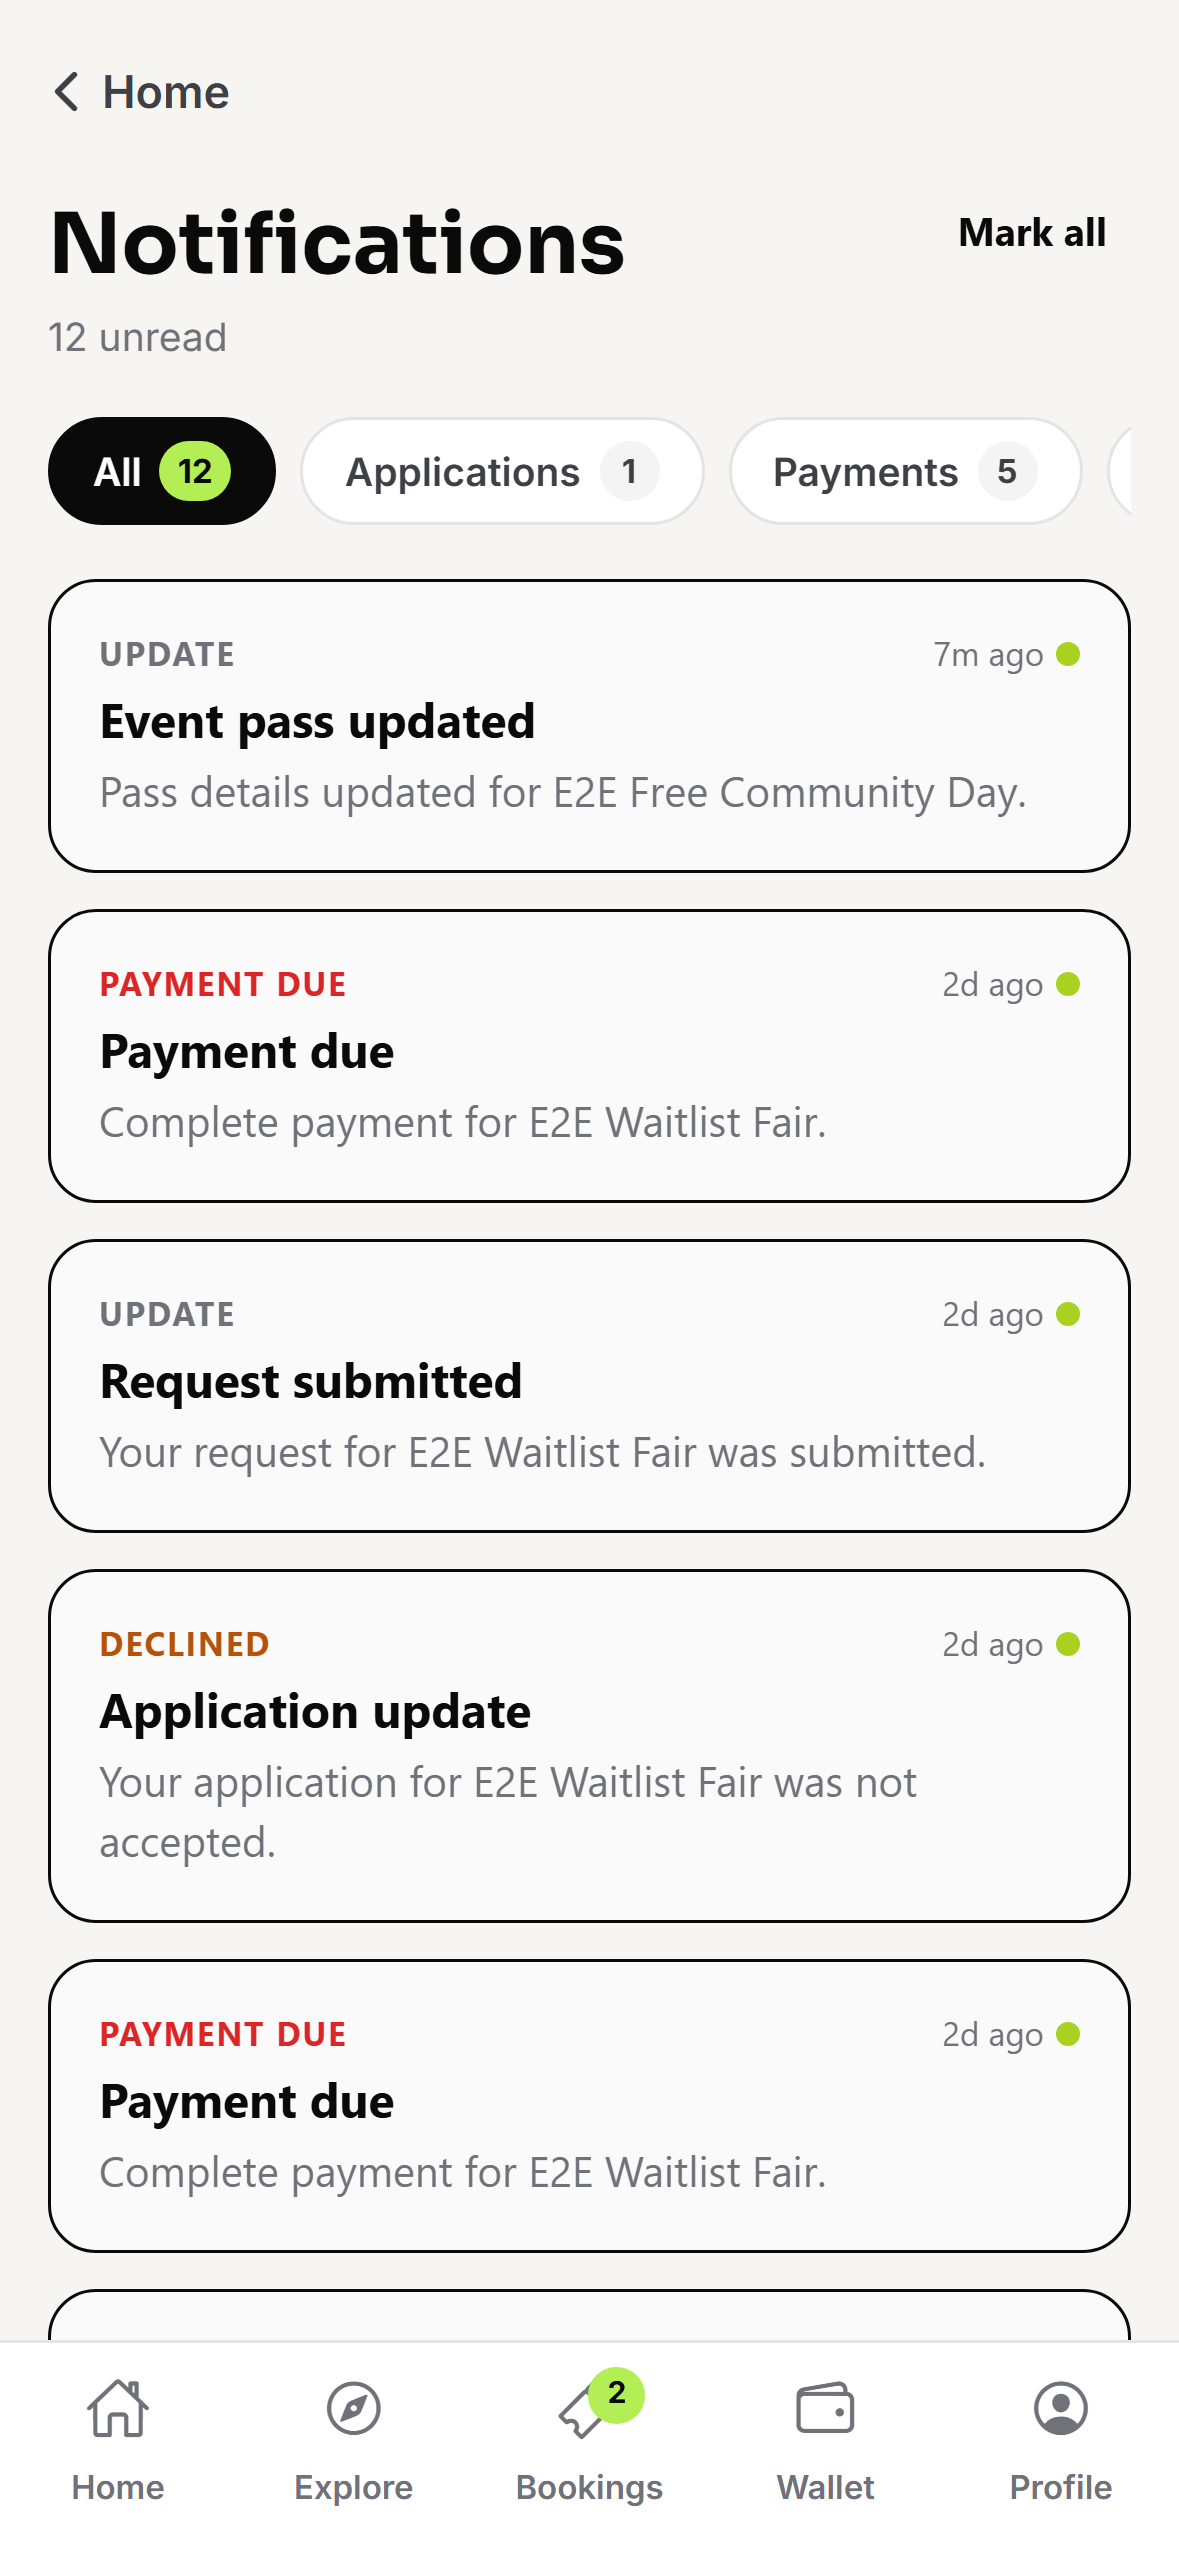 Home
Notifications
Mark all
12 unread
All 12
Applications 1
Payments 5
UPDATE
7m ago
Event pass updated
Pass details updated for E2E Free Community Day.
PAYMENT DUE
2d ago
Payment due
Complete payment for E2E Waitlist Fair.
UPDATE
2d ago
Request submitted
Your request for E2E Waitlist Fair was submitted.
DECLINED
2d ago
Application update
Your application for E2E Waitlist Fair was not
accepted.
PAYMENT DUE
2d ago
Payment due
Complete payment for E2E Waitlist Fair.
2
Home
Explore
Bookings
Wallet
Profile